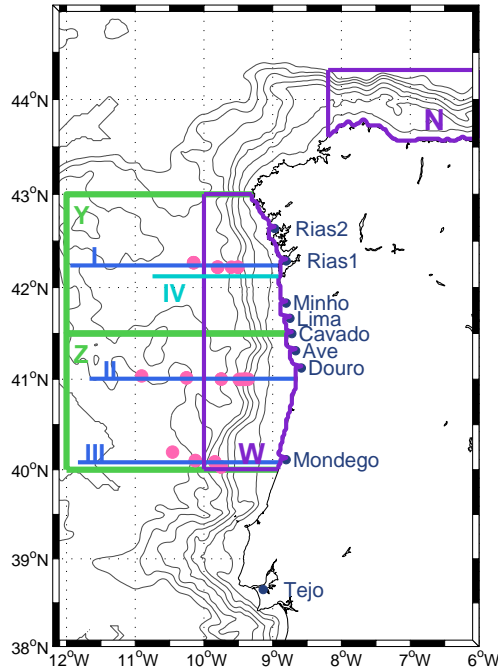 44°N
N
43°N
Y
Rias2
I
Rias1
42°N
IV
Minho
Lima
Cavado
Z
Ave
II
Douro
41°N
III
W
Mondego
40°N
39°N
Tejo
38°N
12°W
11°W
10°W
9°W
8°W
7°W
6°W